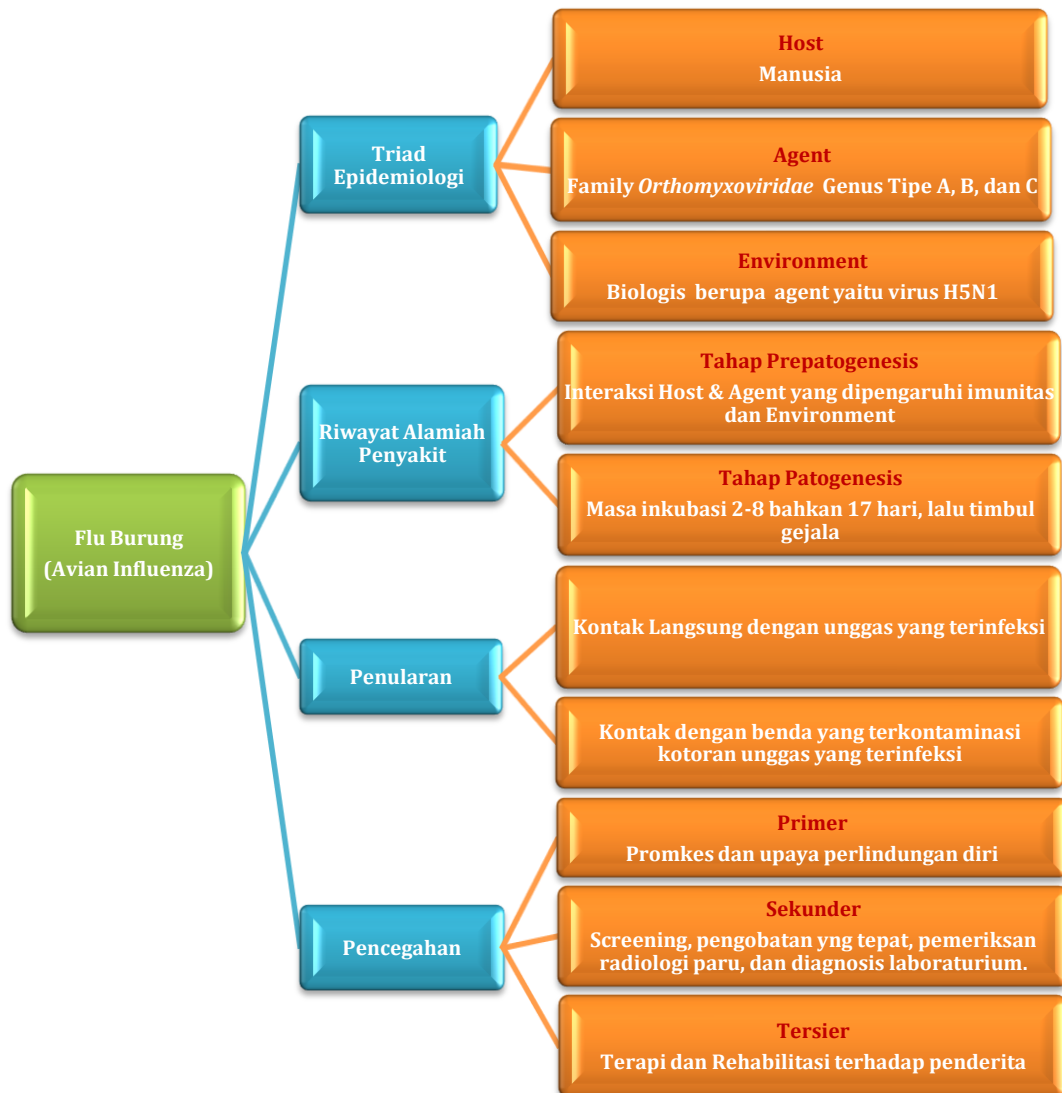 Flu Burung
(Avian Influenza)
Triad
Epidemiologi
Host
Manusia
Agent
Family Orthomyxoviridae Genus Tipe A, B, dan C
Environment
Biologis berupa agent yaitu virus H5N1
Riwayat Alamiah
Penyakit
Tahap Prepatogenesis
Interaksi Host & Agent yang dipengaruhi imunitas
dan Environment
Tahap Patogenesis
Masa inkubasi 2-8 bahkan 17 hari, lalu timbul
gejala
Penularan
Kontak Langsung dengan unggas yang terinfeksi
Kontak dengan benda yang terkontaminasi
kotoran unggas yang terinfeksi
Pencegahan
Primer
Promkes dan upaya perlindungan diri
Sekunder
Screening, pengobatan yng tepat, pemeriksan
radiologi paru, dan diagnosis laboraturium.
Tersier
Terapi dan Rehabilitasi terhadap penderita